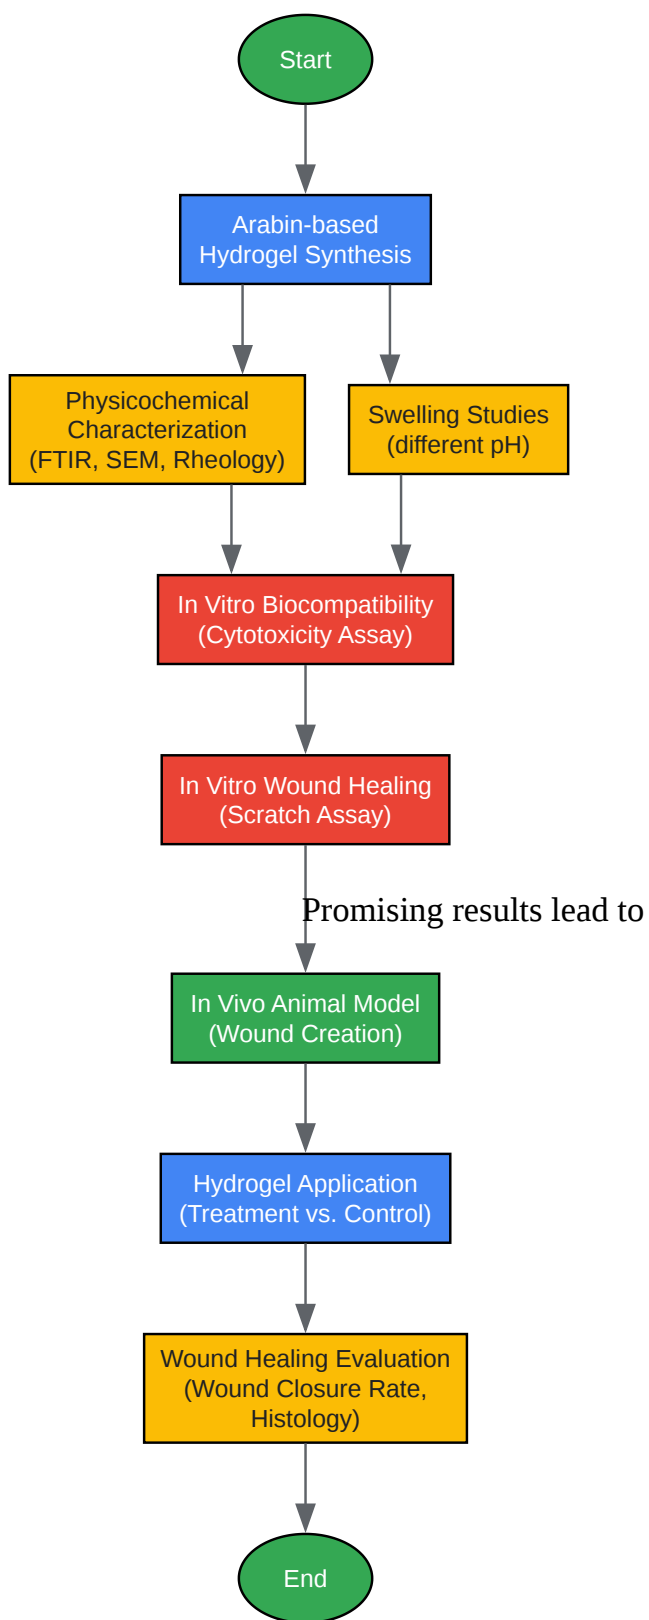 Start
Arabin-based
Hydrogel Synthesis
Physicochemical
Characterization
(FTIR, SEM, Rheology)
Swelling Studies
(different pH)
In Vitro Biocompatibility
(Cytotoxicity Assay)
In Vitro Wound Healing
(Scratch Assay)
Promising results lead to
In Vivo Animal Model
(Wound Creation)
Hydrogel Application
(Treatment vs. Control)
Wound Healing Evaluation
(Wound Closure Rate,
Histology)
End